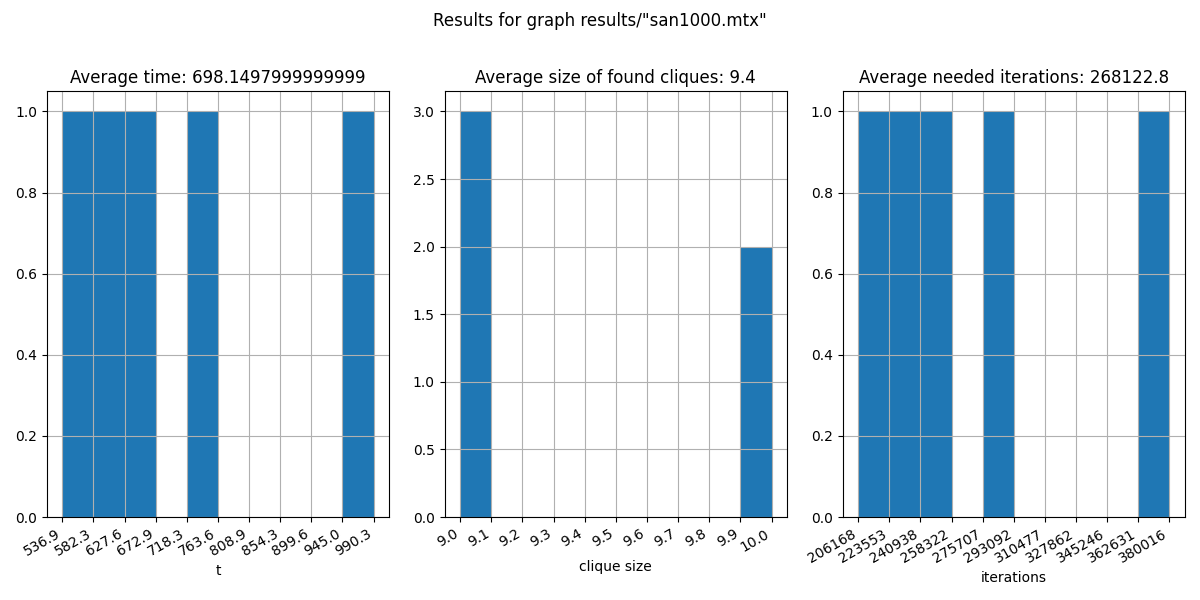 Results for graph results/"san1000.mtx"
Average time: 698.1497999999999
1.0
0.8
0.6
0.4
0.2
0.0
536.9 582.3 627.6 672.9 718.3 763.6 808.9 854.3 899.6 945.0 990.3
t
Average size of found cliques: 9.4
3.0
2.5
2.0
1.5
1.0
0.5
0.0
9.0 9.1 9.2 9.3 9.4 9.5 9.6 9.7 9.8 9.9 10.0
clique size
Average needed iterations: 268122.8
1.0
0.8
0.6
0.4
0.2
0.0
206168 223553 240938 258322 275707 293092 310477 327862 345246 362631 380016
iterations